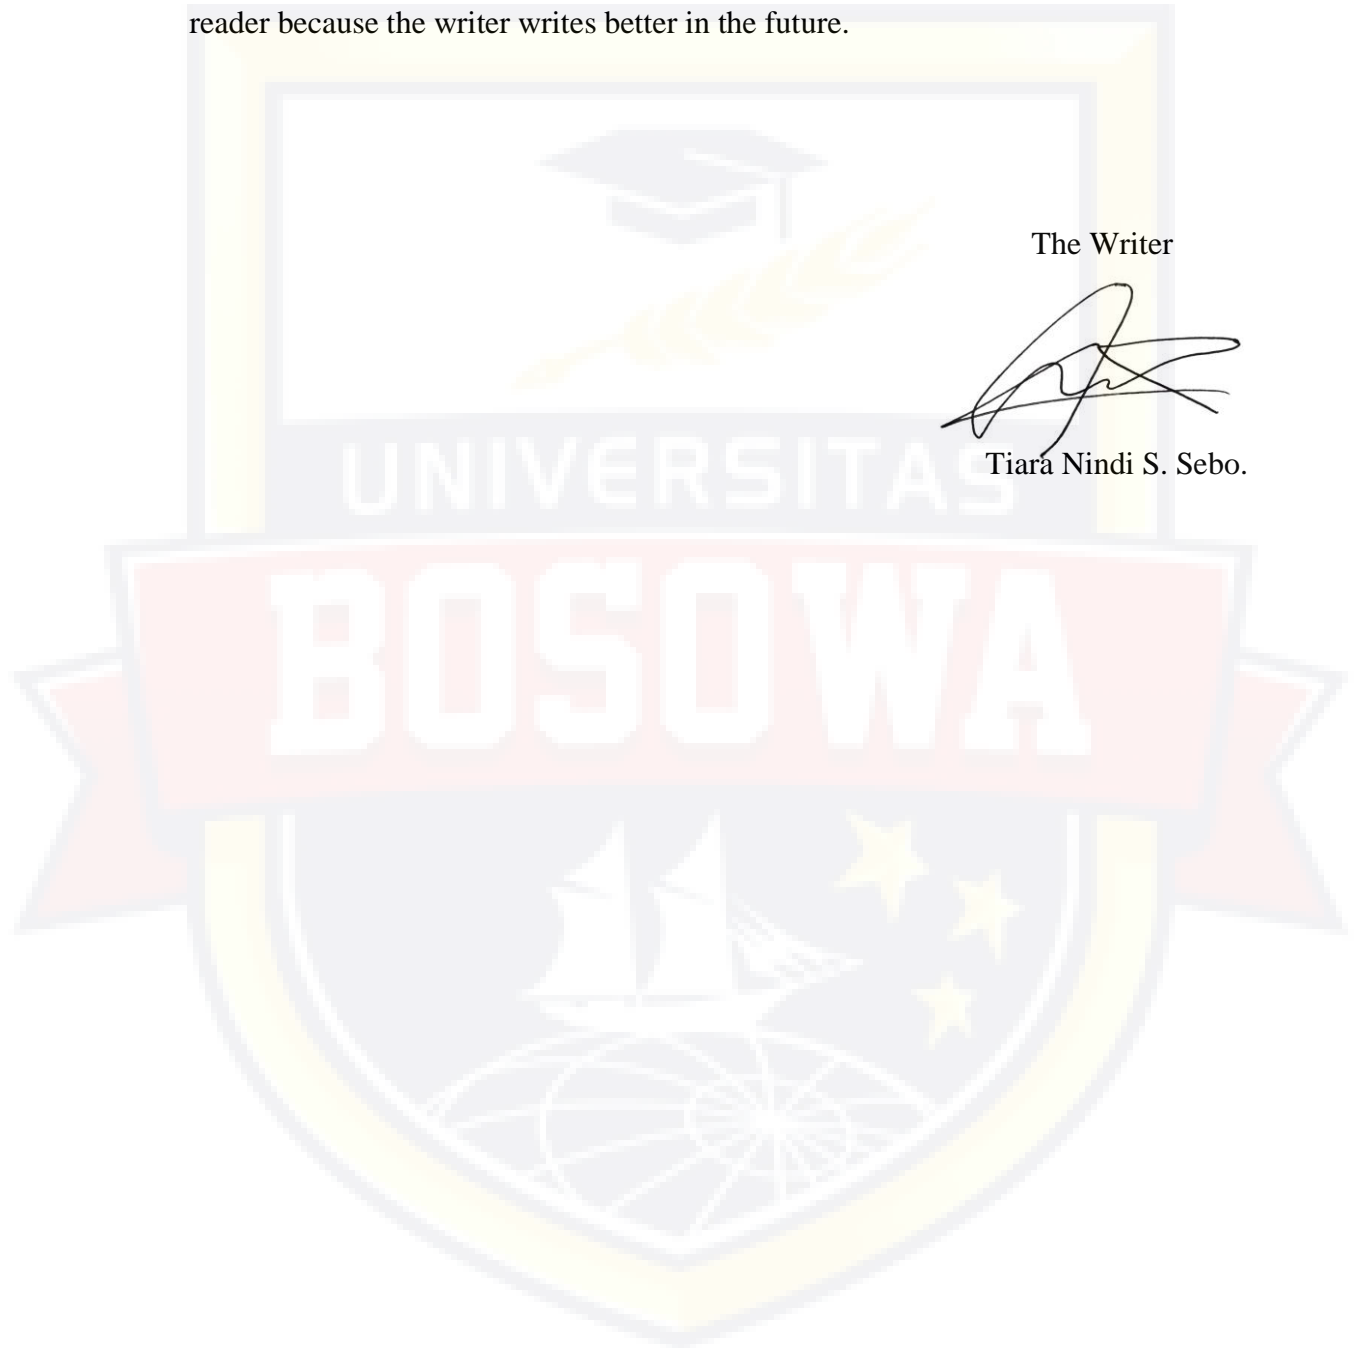 reader because the writer writes better in the future.
The Writer
Tiara Nindi S. Sebo.
UNIVERSITAS
BOSOWA